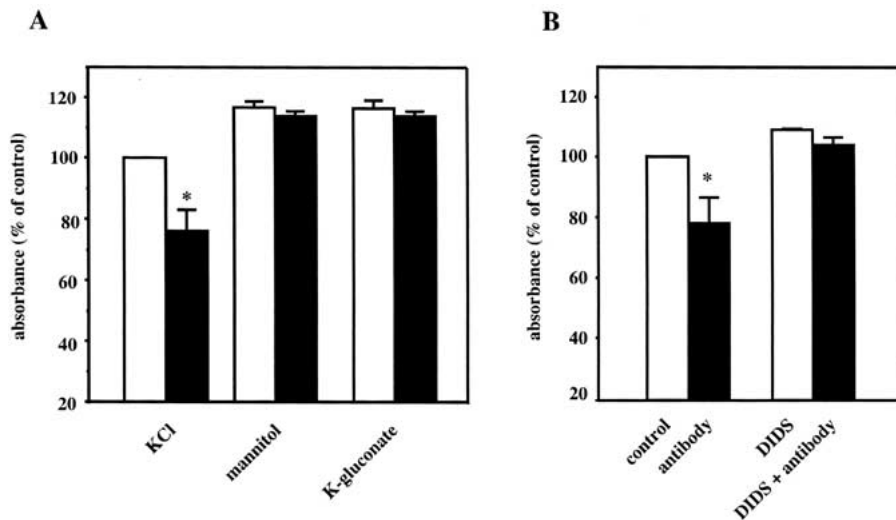 A
absorbance (% of control)
120
100
80
60
40
20
*
KCl
mannitol
K-gluconate
B
absorbance (% of control)
120
100
80
60
40
20
*
control
antibody
DIDS
DIDS + antibody